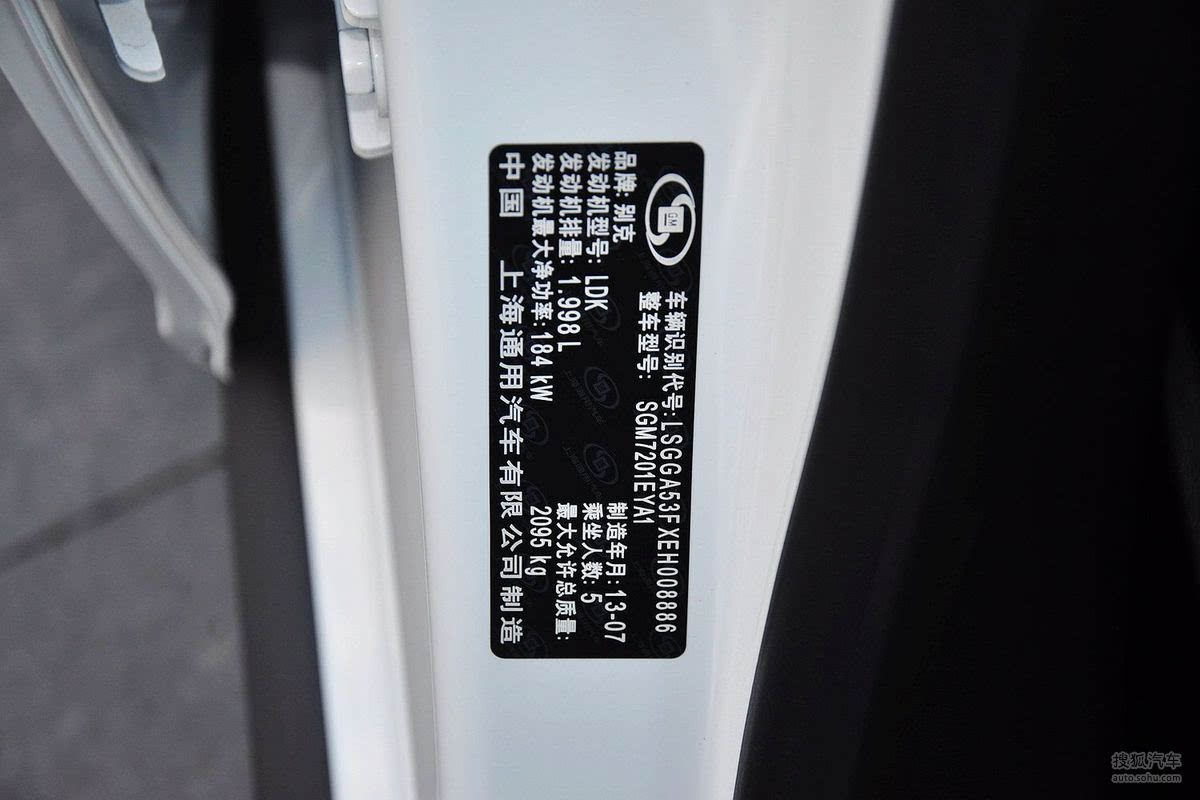 GM
车辆识别代号:LSGGA53FXEH008886
整车型号: SGM7201EYA1
品牌: 别克
制造年月:13-07
发动机型号: LDK
乘坐人数: 5
发动机排量: 1.998L
最大允许总质量:
发动机最大净功率:184 kW
2095 kg
中国 上海通用汽车有限公司制造
搜狐汽车
auto.sohu.com